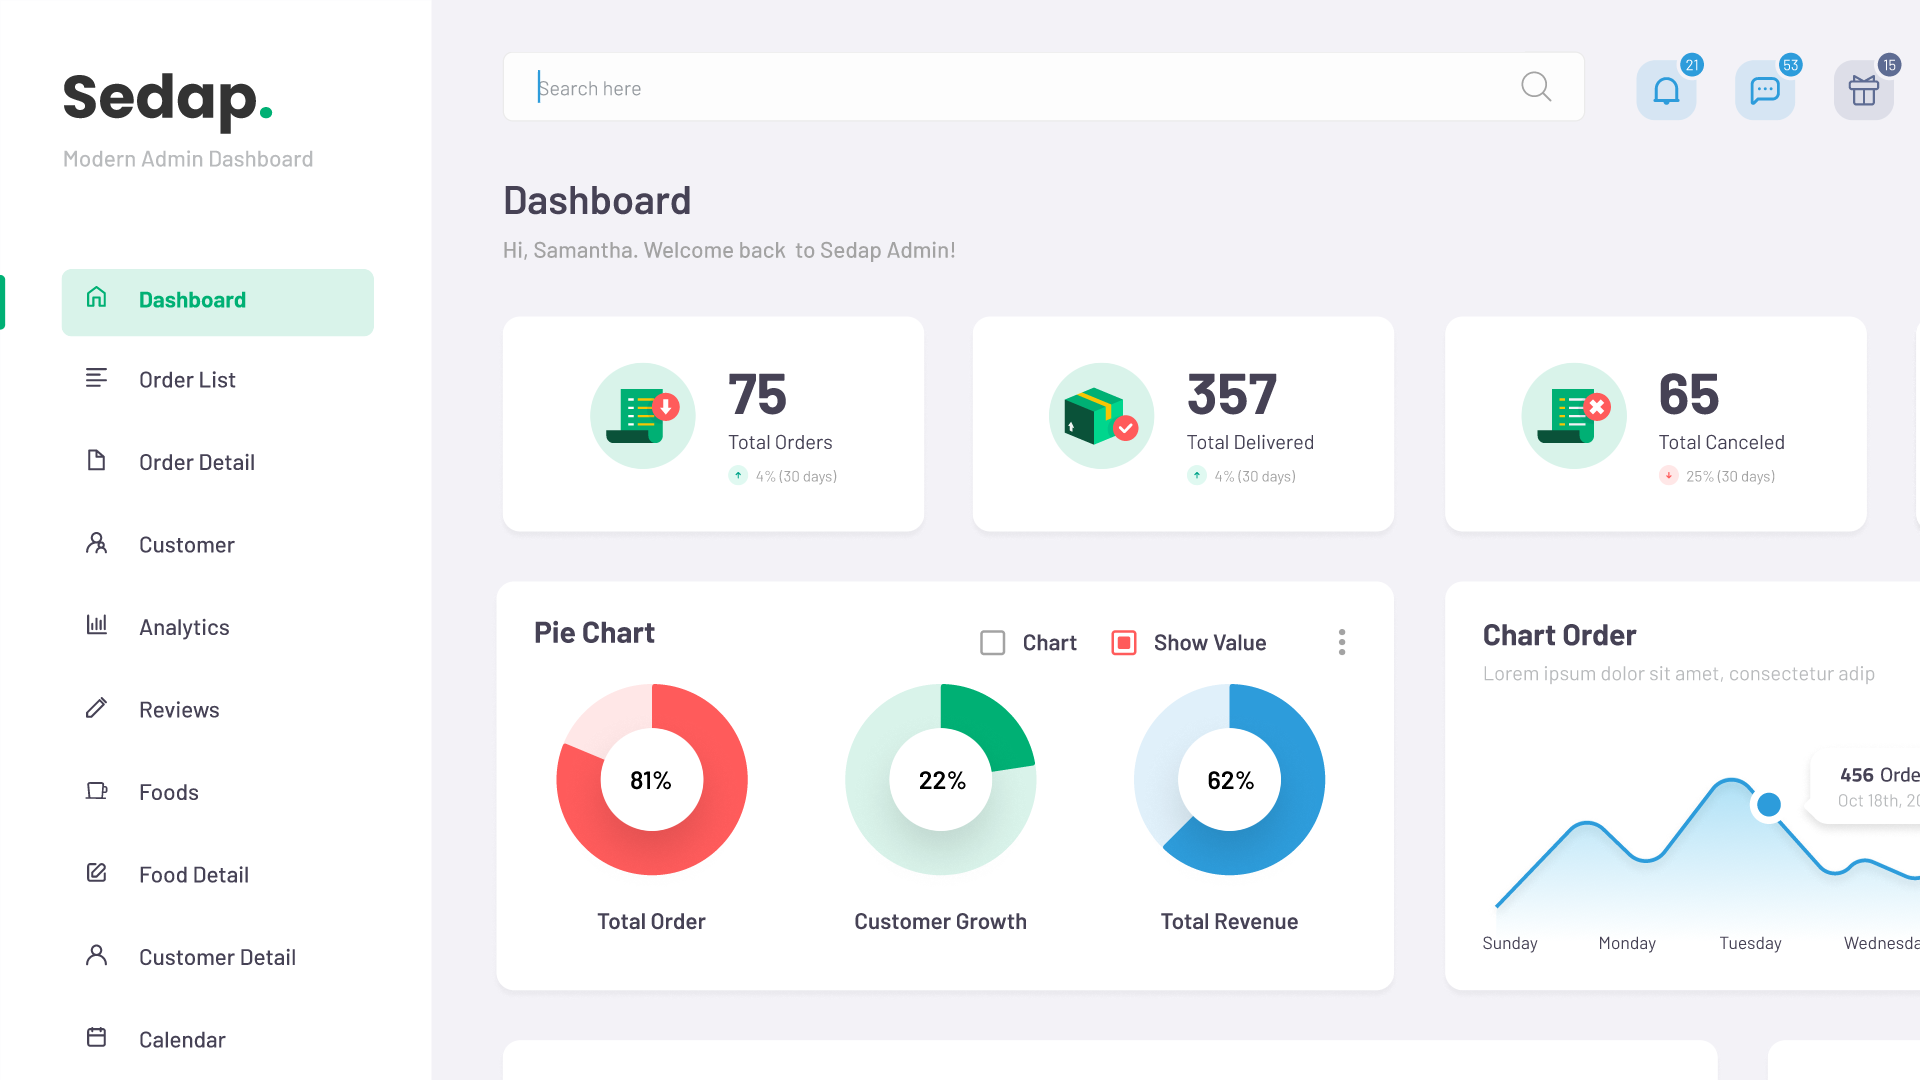 Sedap.
Modern Admin Dashboard
Dashboard
Order List
Order Detail
Customer
Analytics
Reviews
Foods
Food Detail
Customer Detail
Calendar
Search here
21
53
15
Dashboard
Hi, Samantha. Welcome back to Sedap Admin!
75
Total Orders
4% (30 days)
357
Total Delivered
4% (30 days)
65
Total Canceled
25% (30 days)
Pie Chart
Chart
Show Value
81%
22%
62%
Total Order
Customer Growth
Total Revenue
Chart Order
Lorem ipsum dolor sit amet, consectetur adip
456 Orde
Oct 18th, 20
Sunday
Monday
Tuesday
Wednesda